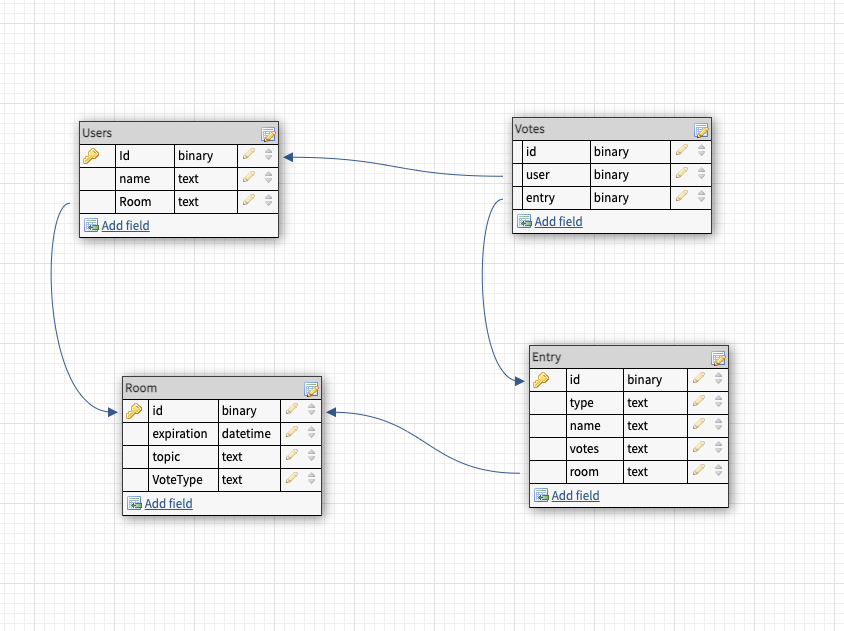 Users
Id binary
name text
Room text
Add field
Votes
id binary
user binary
entry binary
Add field
Room
id binary
expiration datetime
topic text
VoteType text
Add field
Entry
id binary
type text
name text
votes text
room text
Add field